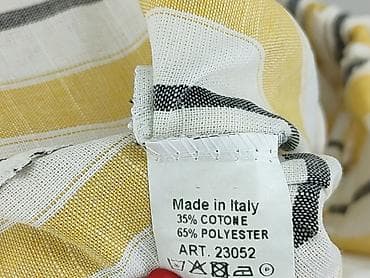 Made in Italy
35% COTONE
65% POLYESTER
ART. 23052